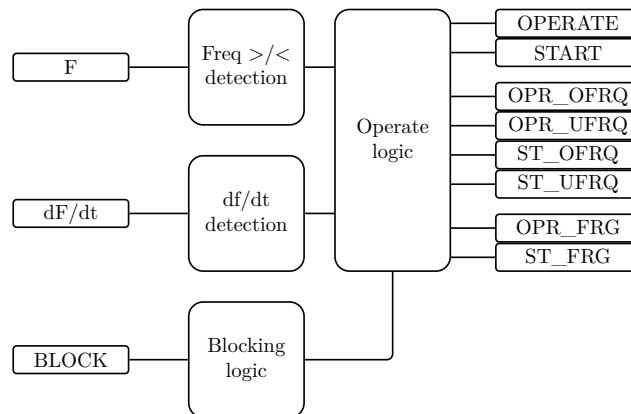 F
Freq >/<
detection
Operate
logic
OPERATE
START
OPR_OFRQ
OPR_UFRQ
ST_OFRQ
ST_UFRQ
dF/dt
df/dt
detection
OPR_FRG
ST_FRG
BLOCK
Blocking
logic